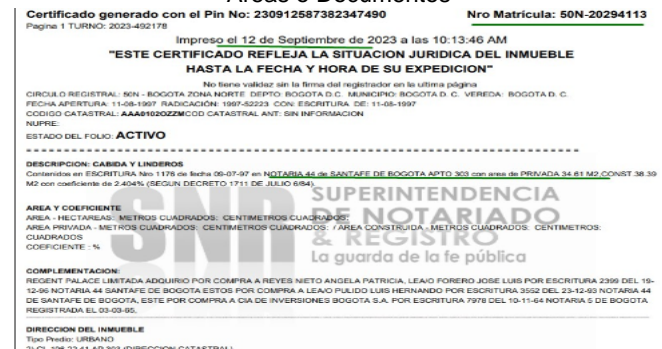 Areas o Documentos
Certificado generado con el Pin No: 230912587382347490 Nro Matrícula: 50N-20294113
Pagina 1 TURNO: 2023-492178
Impreso el 12 de Septiembre de 2023 a las 10:13:46 AM
"ESTE CERTIFICADO REFLEJA LA SITUACION JURIDICA DEL INMUEBLE
HASTA LA FECHA Y HORA DE SU EXPEDICION"
No tiene validez sin la firma del registrador en la ultima página
CIRCULO REGISTRAL: 50N - BOGOTA ZONA NORTE DEPTO: BOGOTA D.C. MUNICIPIO: BOGOTA D. C. VEREDA: BOGOTA D. C.
FECHA APERTURA: 11-08-1997 RADICACIÓN: 1997-52223 CON: ESCRITURA DE: 11-08-1997
CODIGO CATASTRAL: AAA0102OZZM COD CATASTRAL ANT: SIN INFORMACION
NUPRE:
ESTADO DEL FOLIO: ACTIVO
DESCRIPCION: CABIDA Y LINDEROS
Contenidos en ESCRITURA Nro 1176 de fecha 09-07-97 en NOTARIA 44 de SANTAFE DE BOGOTA APTO 303 con area de PRIVADA 34.61 M2,CONST 38.39
M2 con coeficiente de 2.404% (SEGUN DECRETO 1711 DE JULIO 6/84).
SUPERINTENDENCIA
AREA Y COEFICIENTE
AREA - HECTAREAS: METROS CUADRADOS: CENTIMETROS CUADRADOS:
DE NOTARIADO
AREA PRIVADA - METROS CUADRADOS: CENTIMETROS CUADRADOS: / AREA CONSTRUIDA - METROS CUADRADOS: CENTIMETROS:
CUADRADOS
SNR & REGISTRO
COEFICIENTE : %
La guarda de la fe pública
COMPLEMENTACION:
REGENT PALACE LIMITADA ADQUIRIO POR COMPRA A REYES NIETO ANGELA PATRICIA, LEA/O FORERO JOSE LUIS POR ESCRITURA 2399 DEL 19-
12-96 NOTARIA 44 SANTAFE DE BOGOTA ESTOS POR COMPRA A LEA/O PULIDO LUIS HERNANDO POR ESCRITURA 3552 DEL 23-12-93 NOTARIA 44
DE SANTAFE DE BOGOTA, ESTE POR COMPRA A CIA DE INVERSIONES BOGOTA S.A. POR ESCRITURA 7978 DEL 10-11-64 NOTARIA 5 DE BOGOTA
REGISTRADA EL 03-03-65.
DIRECCION DEL INMUEBLE
Tipo Predio: URBANO